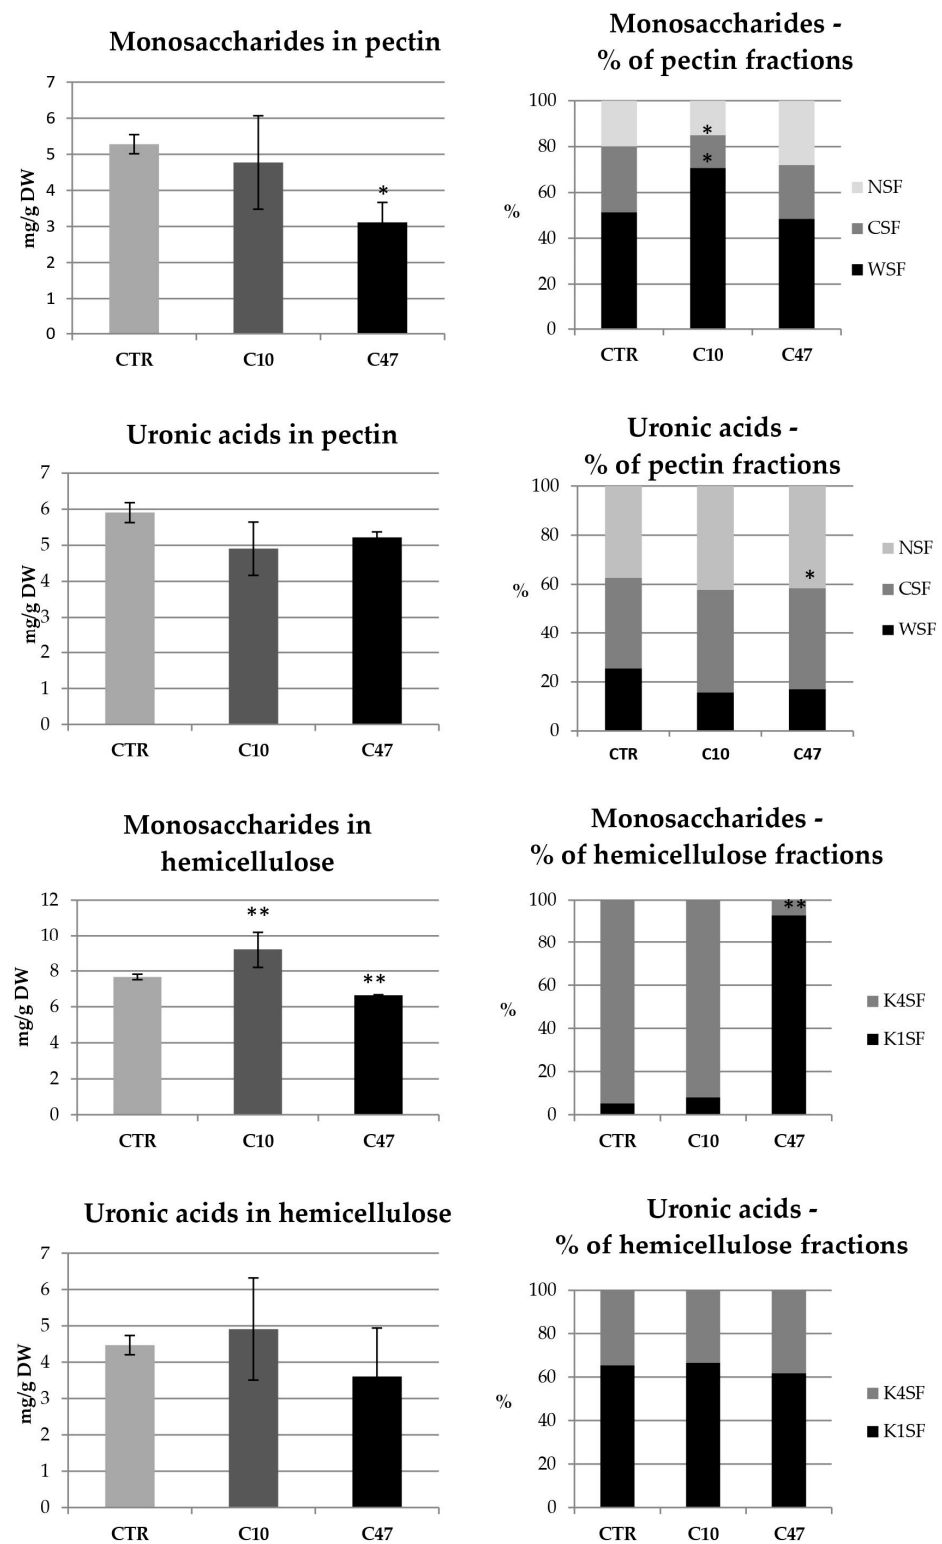 Monosaccharides in pectin
7
6
5
4
3
2
1
0
mg/g DW
*
CTR C10 C47
Monosaccharides -
% of pectin fractions
100
80
60
40
20
0
%
*
*
CTR C10 C47
NSF
CSF
WSF
Uronic acids in pectin
7
6
5
4
3
2
1
0
mg/g DW
CTR C10 C47
Uronic acids -
% of pectin fractions
100
80
60
40
20
0
%
*
CTR C10 C47
NSF
CSF
WSF
Monosaccharides in
hemicellulose
12
10
8
6
4
2
0
mg/g DW
**
**
CTR C10 C47
Monosaccharides -
% of hemicellulose fractions
100
80
60
40
20
0
%
**
CTR C10 C47
K4SF
K1SF
Uronic acids in hemicellulose
7
6
5
4
3
2
1
0
mg/g DW
CTR C10 C47
Uronic acids -
% of hemicellulose fractions
100
80
60
40
20
0
%
CTR C10 C47
K4SF
K1SF